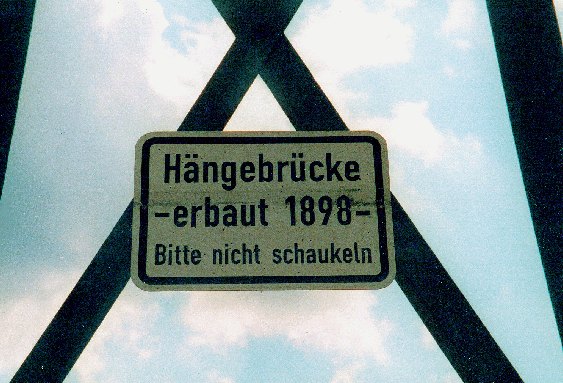 Hängebrücke
-erbaut 1898-
Bitte nicht schaukeln